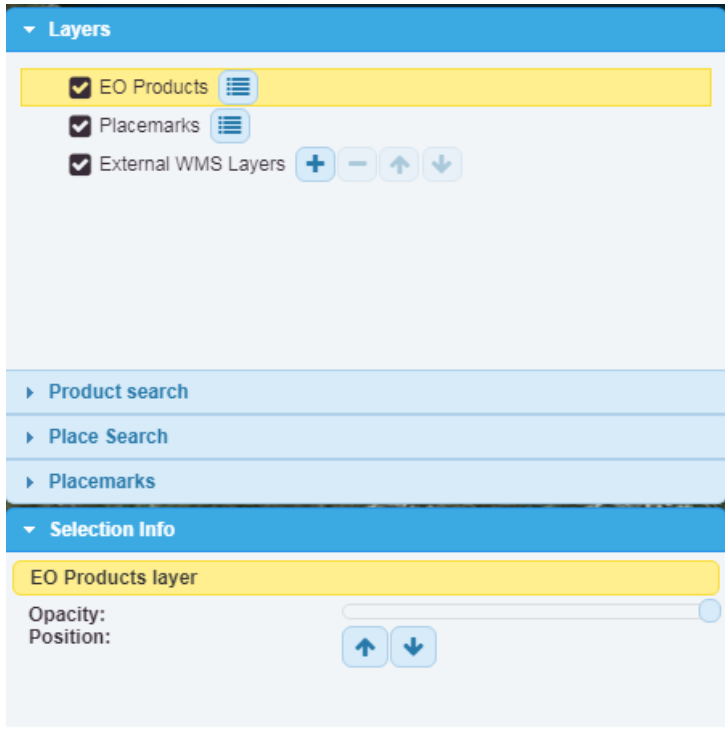 Layers
EO Products
Placemarks
External WMS Layers
Product search
Place Search
Placemarks
Selection Info
EO Products layer
Opacity:
Position: